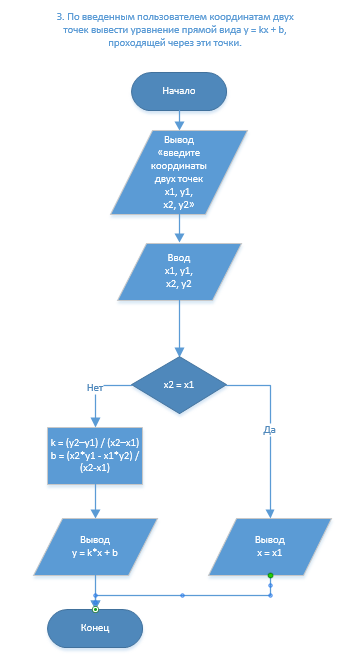 3. По введенным пользователем координатам двух
точек вывести уравнение прямой вида y = kx + b,
проходящей через эти точки.
Начало
Вывод
«введите
координаты
двух точек
x1, y1,
x2, y2»
Ввод
x1, y1,
x2, y2
x2 = x1
Нет
Да
k = (y2–y1) / (x2–x1)
b = (x2*y1 - x1*y2) /
(x2-x1)
Вывод
y = k*x + b
Вывод
x = x1
Конец